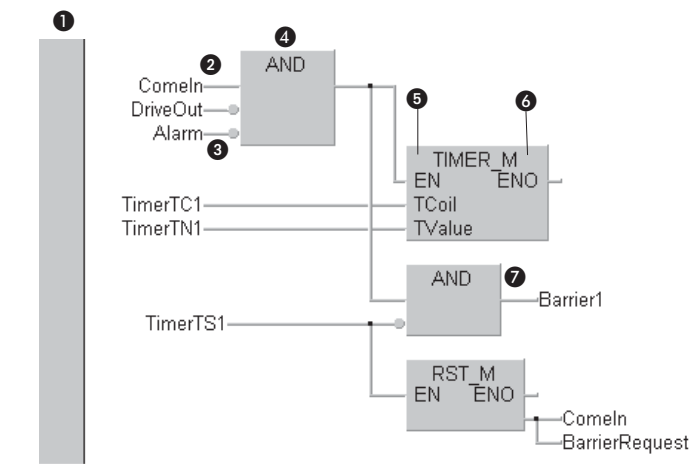 ❶
❹
AND
❷
ComeIn
DriveOut
Alarm
❸
❺
❻
TIMER_M
EN ENO
TimerTC1 TCoil
TimerTN1 TValue
AND
❼
Barrier1
TimerTS1
RST_M
EN ENO
ComeIn
BarrierRequest